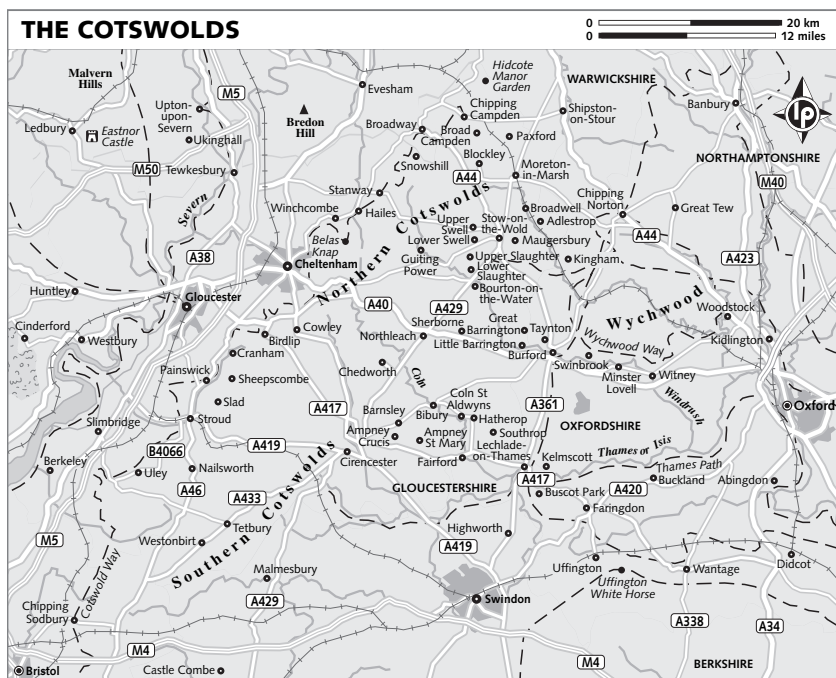 THE COTSWOLDS
0 20 km
0 12 miles
Malvern
Hills
M5
Hidcote
Manor
Garden
WARWICKSHIRE
Evesham
Upton-
upon-
Severn
Bredon
Hill
Chipping
Campden
Shipston-
on-Stour
Banbury
lp
Ledbury
Eastnor
Castle
Ukinghall
Broadway
Broad
Campden
Paxford
NORTHAMPTONSHIRE
M50
Tewkesbury
Snowshill
Blockley
A44
Moreton-
in-Marsh
M40
Severn
Stanway
Chipping
Norton
Winchcombe
Hailes
Broadwell
Adlestrop
Great Tew
Upper
Swell
Stow-on-
the-Wold
A44
A38
Belas
Knap
Lower Swell
Maugersbury
A423
Cheltenham
Guiting
Power
Upper Slaughter
Lower
Slaughter
Kingham
Northern Cotswolds
Huntley
Gloucester
Bourton-on-
the-Water
A40
A429
Wychwood
Woodstock
Cinderford
Westbury
Cowley
Birdlip
Sherborne
Great
Barrington
Taynton
Northleach
Little Barrington
Wychwood Way
Kidlington
Cranham
Burford
Painswick
Chedworth
Swinbrook
Minster
Lovell
Witney
Sheepscombe
Coln
Windrush
Slad
Coln St
Aldwyns
A417
Barnsley
Bibury
Hatherop
A361
Oxford
Slimbridge
Stroud
Ampney
Crucis
Ampney
St Mary
Southrop
OXFORDSHIRE
B4066
A419
Lechlade-
on-Thames
Thames or Isis
Cirencester
Fairford
Kelmscott
Thames Path
Berkeley
Uley
Nailsworth
A417
Buckland
A46
A433
GLOUCESTERSHIRE
Buscot Park
A420
Abingdon
Southern Cotswolds
Faringdon
Tetbury
Highworth
M5
Westonbirt
A419
Cotswold Way
Malmesbury
Uffington
Wantage
Didcot
Uffington
White Horse
A429
Chipping
Sodbury
Swindon
A338
A34
M4
M4
BERKSHIRE
Bristol
Castle Combe